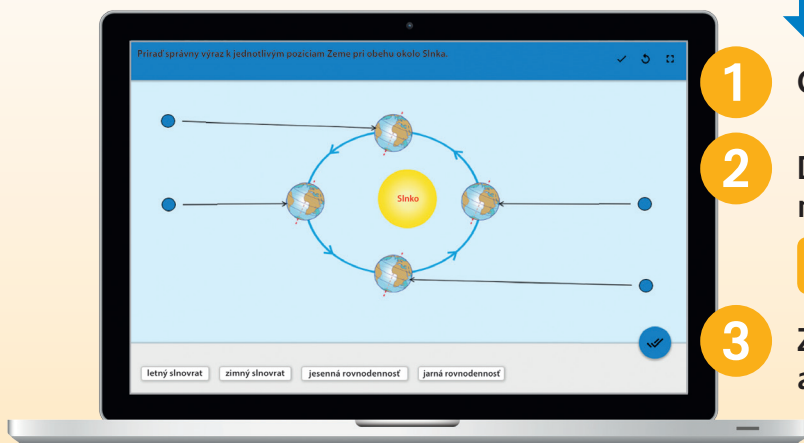 Priraď správny výraz k jednotlivým pozíciam Zeme pri obehu okolo Slnka.
Slnko
letný slnovrat
zimný slnovrat
jesenná rovnodennosť
jarná rovnodennosť
1
2
3